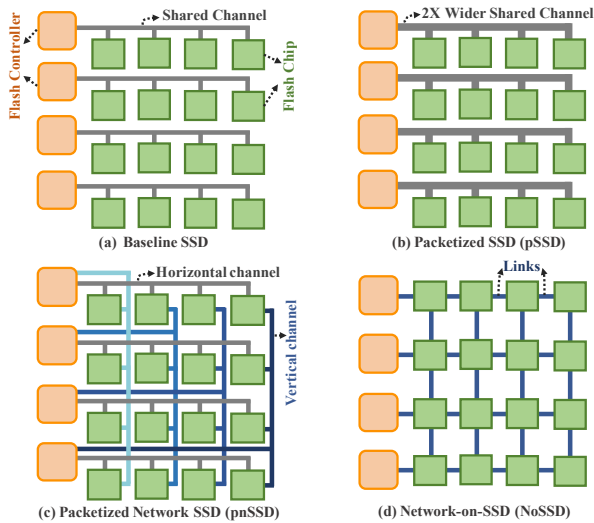 Shared Channel
2X Wider Shared Channel
Flash Controller
Flash Chip
(a) Baseline SSD
(b) Packetized SSD (pSSD)
Horizontal channel
Links
Vertical channel
(c) Packetized Network SSD (pnSSD)
(d) Network-on-SSD (NoSSD)